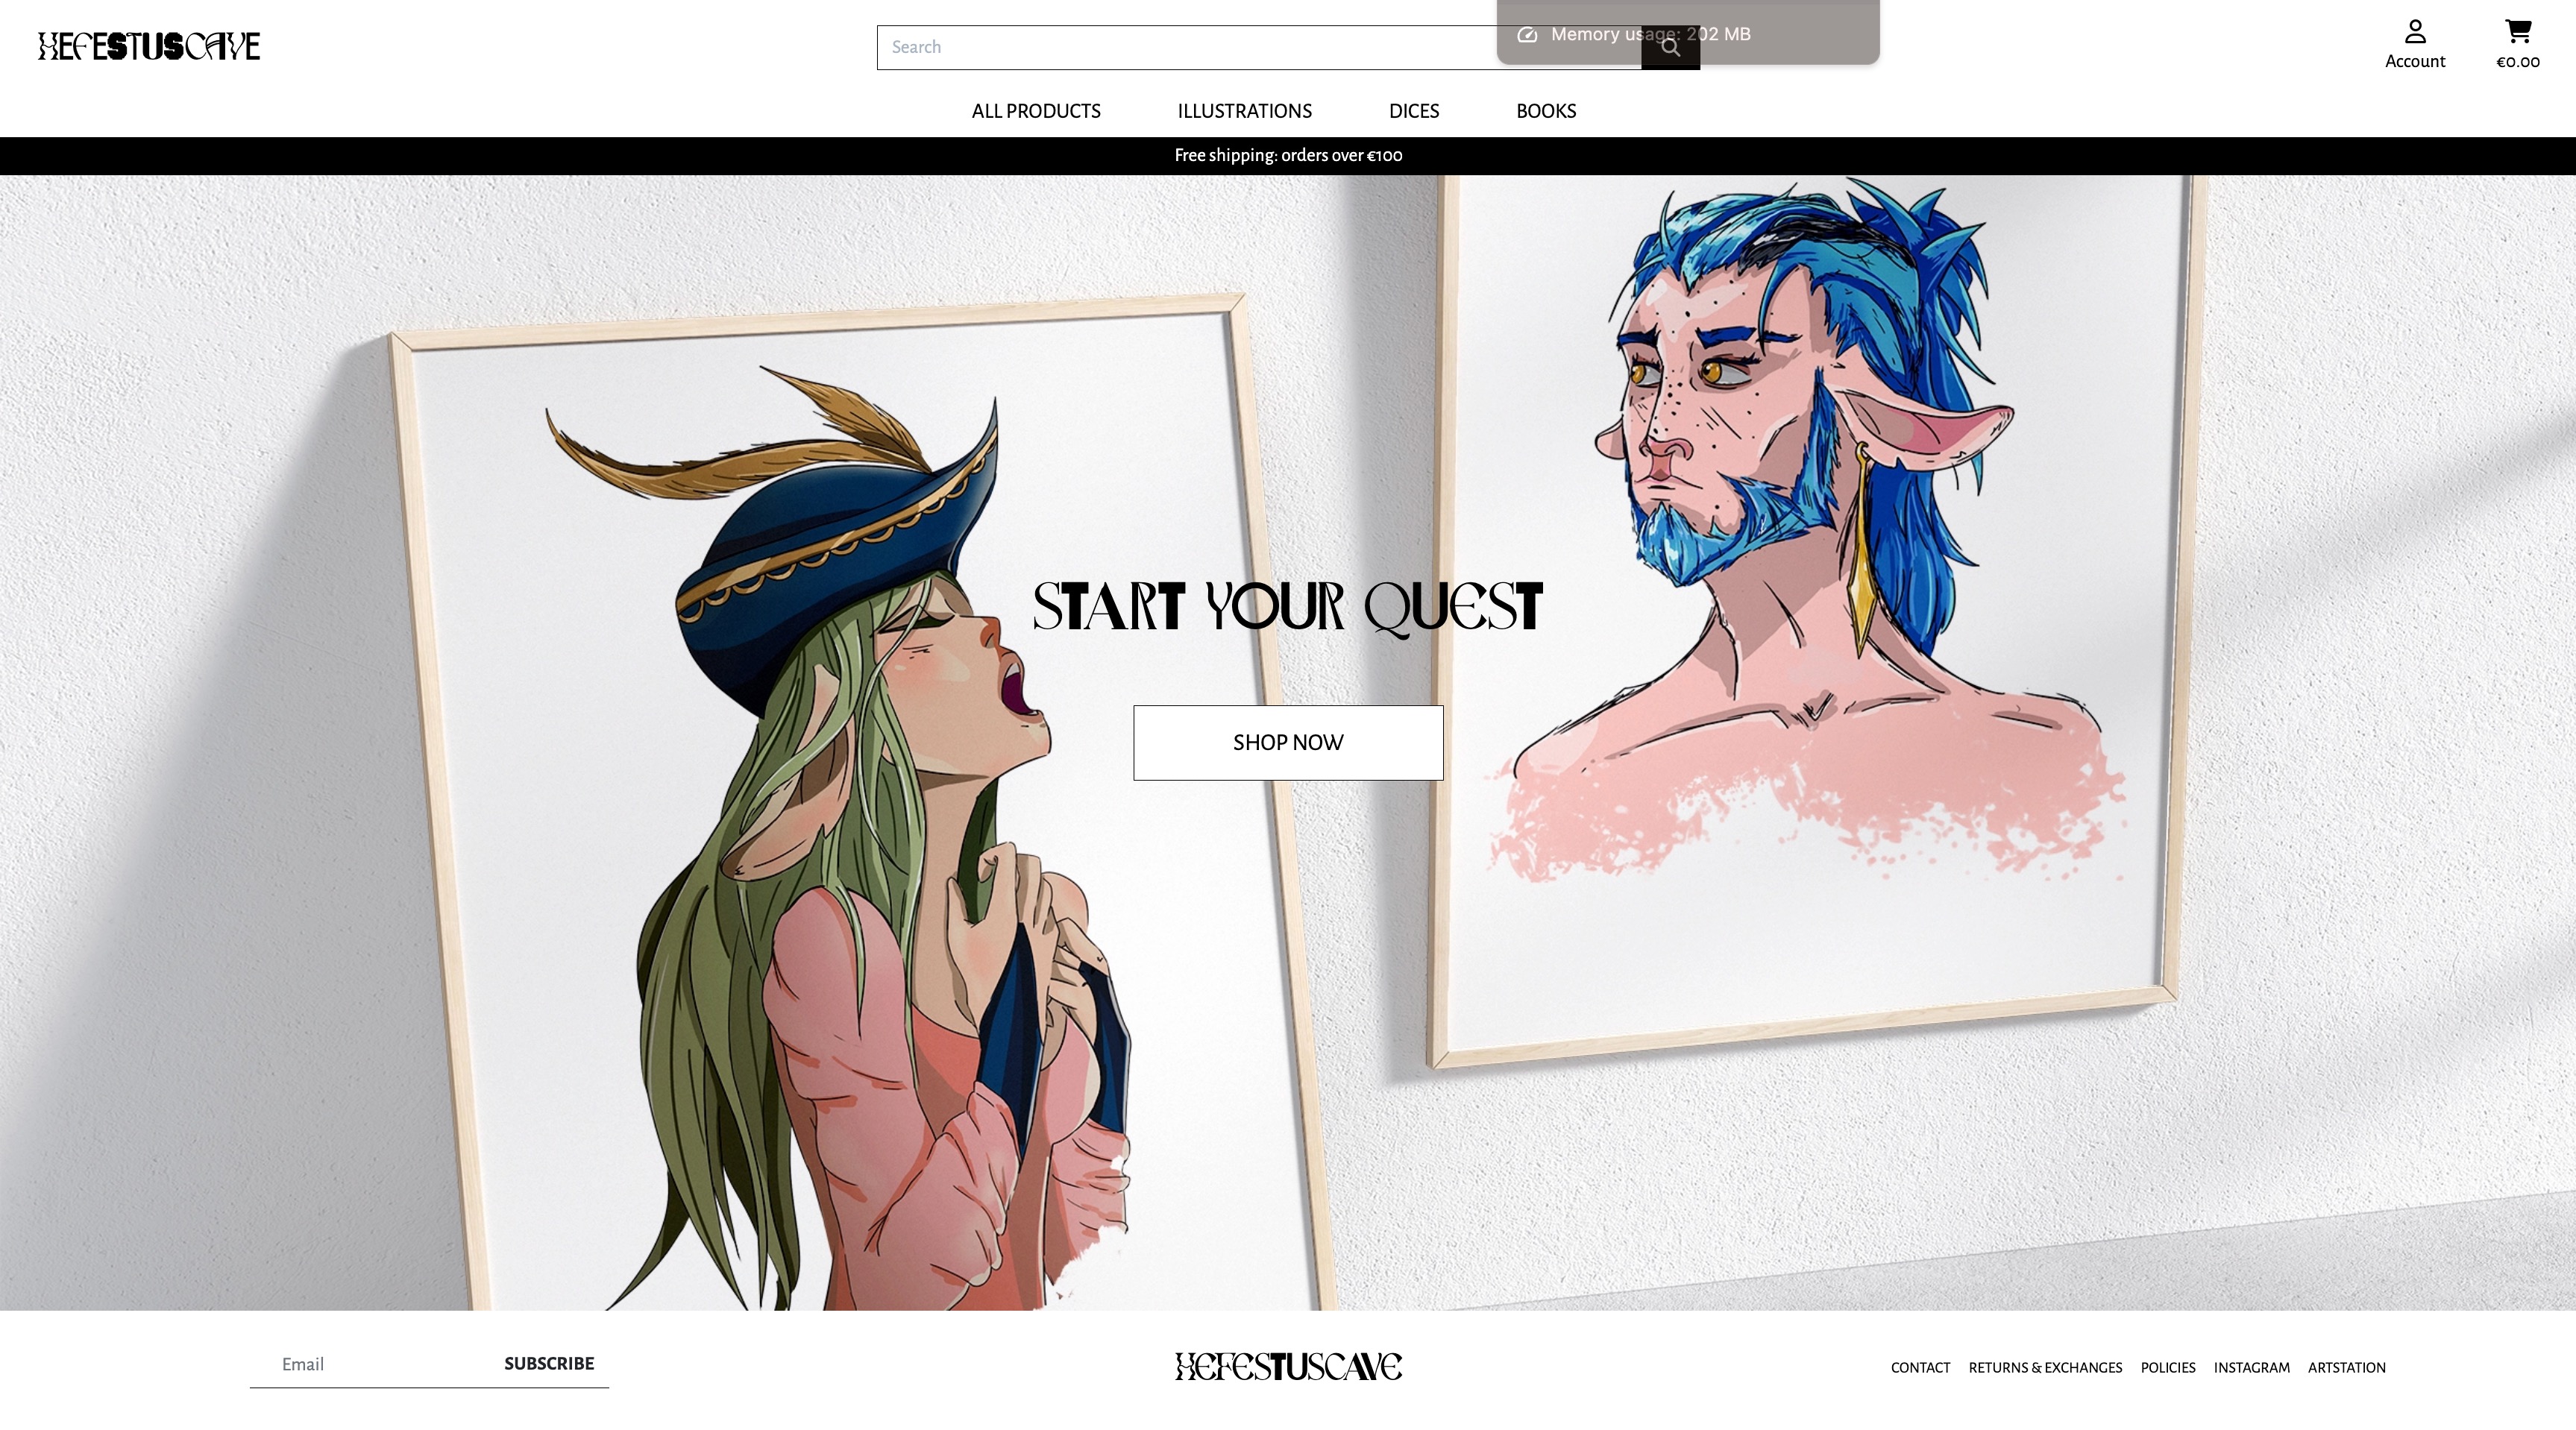 HEFESTUSCAVE
Search
Memory usage: 202 MB
Account
€0.00
ALL PRODUCTS ILLUSTRATIONS DICES BOOKS
Free shipping: orders over €100
START YOUR QUEST
SHOP NOW
Email SUBSCRIBE
HEFESTUSCAVE
CONTACT RETURNS & EXCHANGES POLICIES INSTAGRAM ARTSTATION